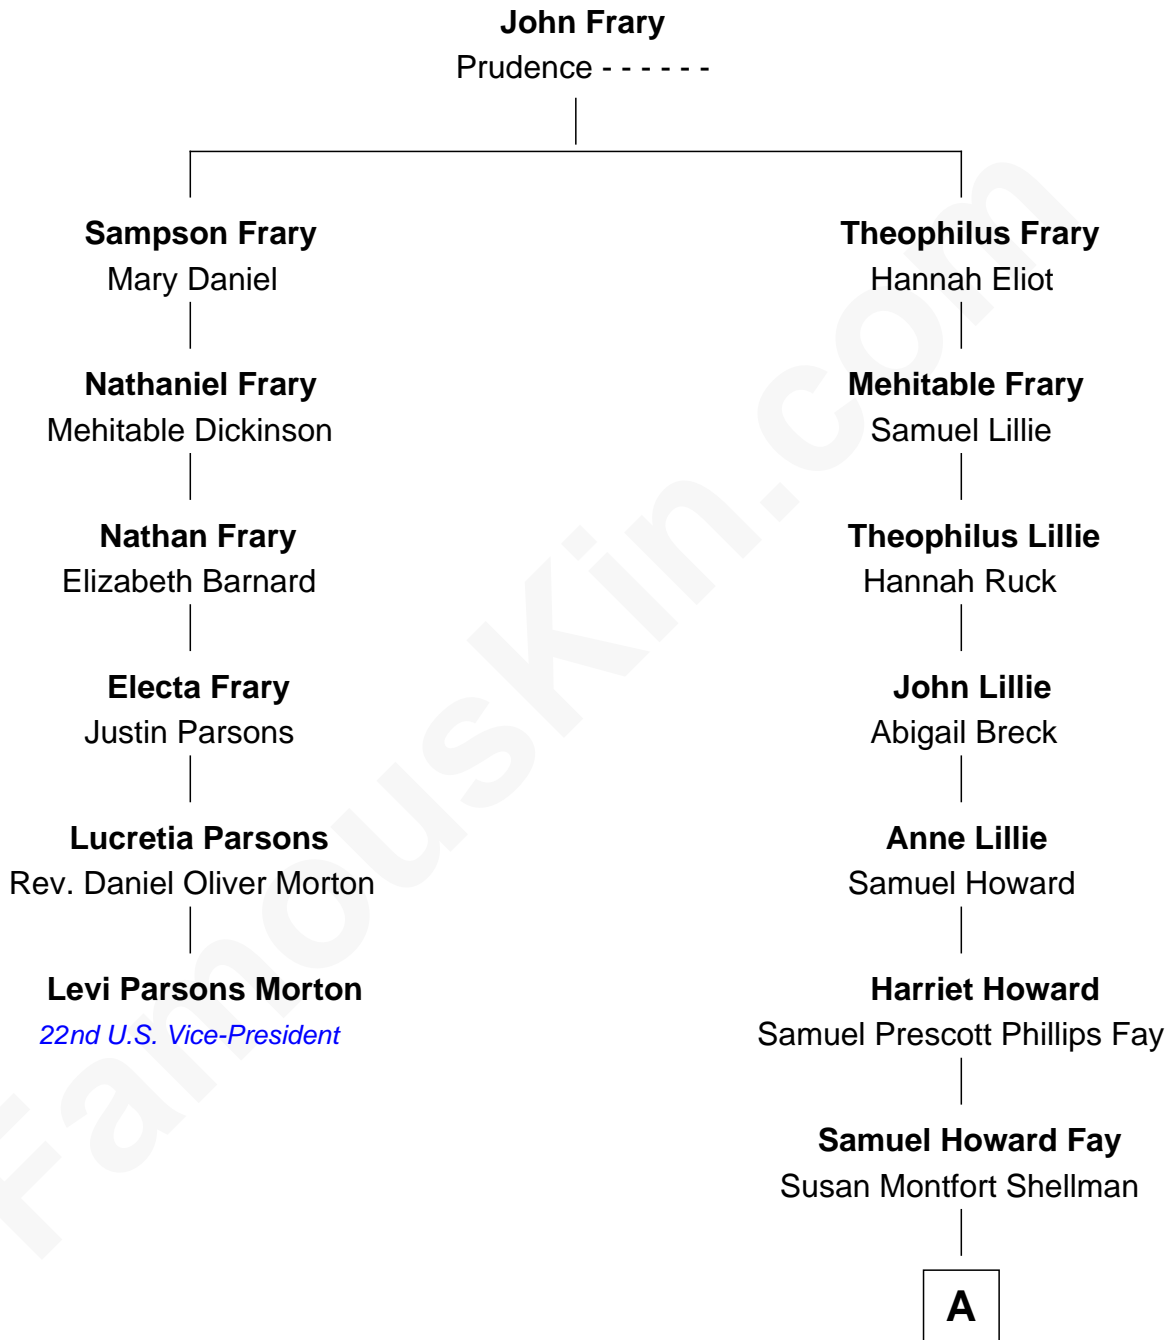 John Frary
Prudence - - - - - -
Sampson Frary
Mary Daniel
Theophilus Frary
Hannah Eliot
Nathaniel Frary
Mehitable Dickinson
Mehitable Frary
Samuel Lillie
Nathan Frary
Elizabeth Barnard
Theophilus Lillie
Hannah Ruck
Electa Frary
Justin Parsons
John Lillie
Abigail Breck
Lucretia Parsons
Rev. Daniel Oliver Morton
Anne Lillie
Samuel Howard
Levi Parsons Morton
22nd U.S. Vice-President
Harriet Howard
Samuel Prescott Phillips Fay
Samuel Howard Fay
Susan Montfort Shellman
A
FamousKin.com